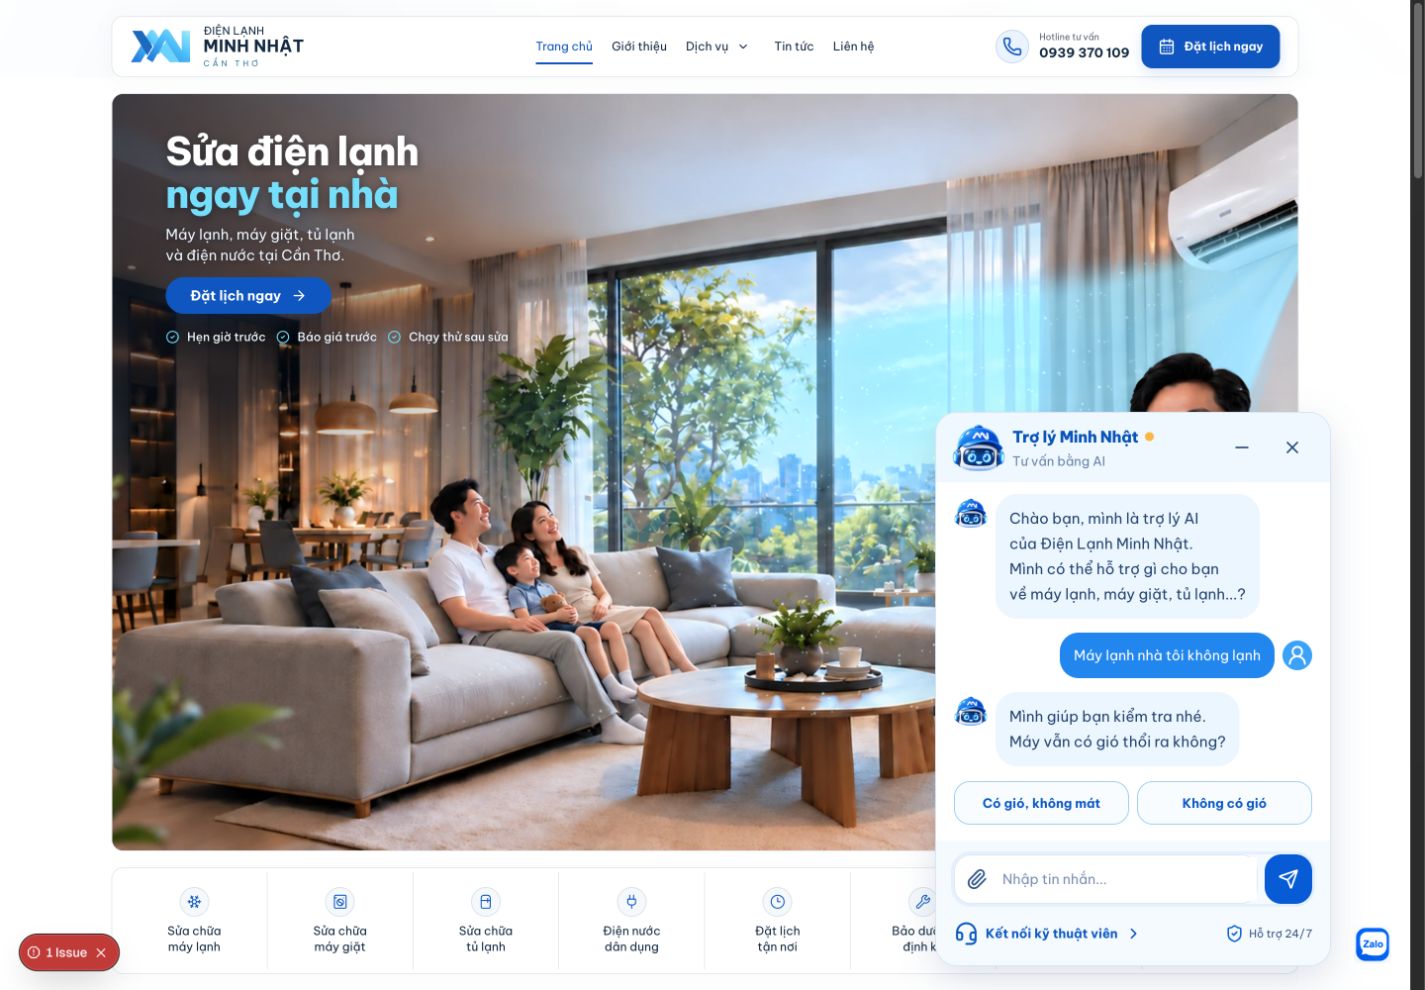 ĐIỆN LẠNH
MINH NHẬT
CẦN THƠ
Trang chủ
Giới thiệu
Dịch vụ
Tin tức
Liên hệ
Hotline tư vấn
0939 370 109
Đặt lịch ngay
Sửa điện lạnh
ngay tại nhà
Máy lạnh, máy giặt, tủ lạnh
và điện nước tại Cần Thơ.
Đặt lịch ngay
Hẹn giờ trước
Báo giá trước
Chạy thử sau sửa
Trợ lý Minh Nhật
Tư vấn bằng AI
Chào bạn, mình là trợ lý AI
của Điện Lạnh Minh Nhật.
Mình có thể hỗ trợ gì cho bạn
về máy lạnh, máy giặt, tủ lạnh...?
Máy lạnh nhà tôi không lạnh
Mình giúp bạn kiểm tra nhé.
Máy vẫn có gió thổi ra không?
Có gió, không mát
Không có gió
Nhập tin nhắn...
Kết nối kỹ thuật viên
Hỗ trợ 24/7
Sửa chữa
máy lạnh
Sửa chữa
máy giặt
Sửa chữa
tủ lạnh
Điện nước
dân dụng
Đặt lịch
tận nơi
Bảo dư
định k
1 Issue
Zalo